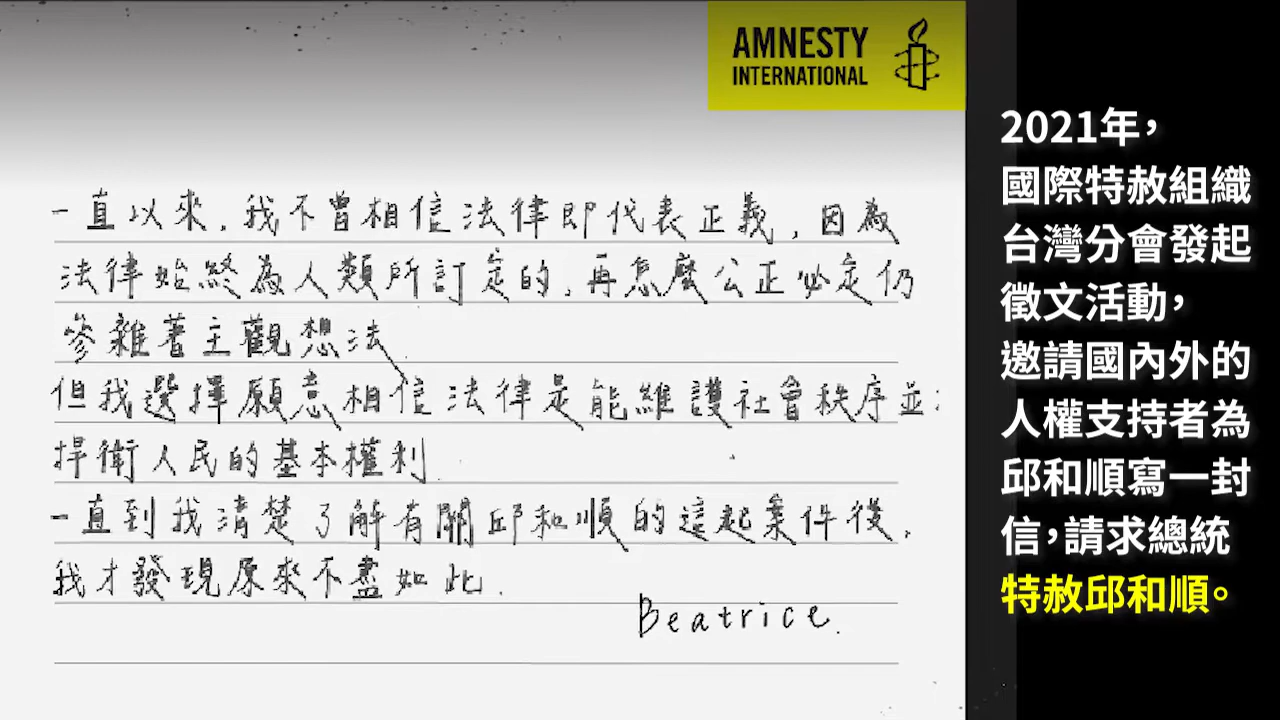 AMNESTY
INTERNATIONAL
一直以來,我不曾相信法律即代表正義,因為
法律始終為人類所訂定的,再怎麼公正必定仍
參雜著主觀想法.
但我選擇願意相信法律是能維護社會秩序並
捍衛人民的基本權利.
一直到我清楚了解有關邱和順的這起案件後,
我才發現原來不盡如此.
Beatrice.
2021年,
國際特赦組織
台灣分會發起
徵文活動,
邀請國內外的
人權支持者為
邱和順寫一封
信,請求總統
特赦邱和順。